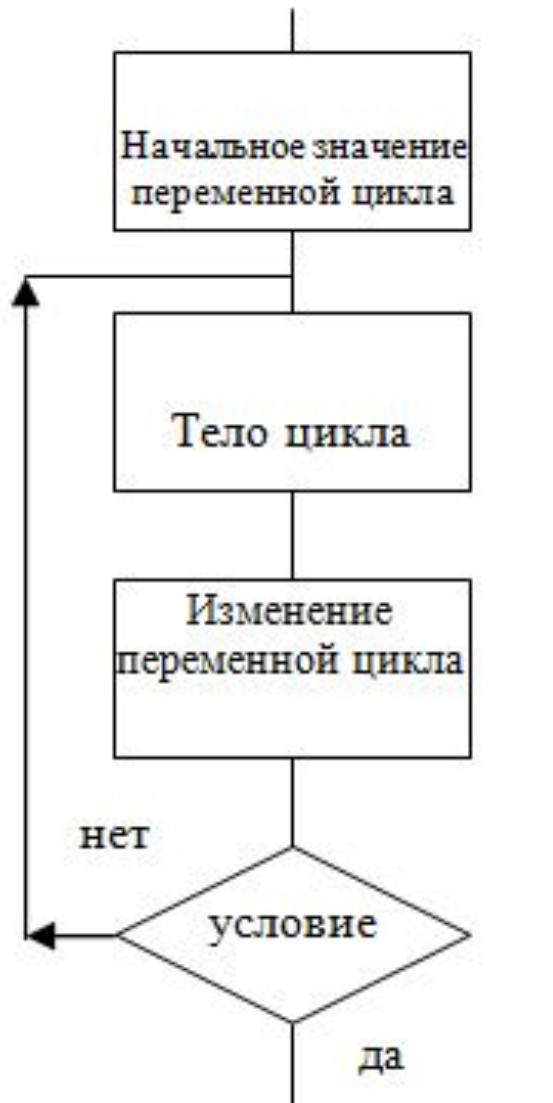 Начальное значение
переменной цикла
Тело цикла
Изменение
переменной цикла
нет
условие
да